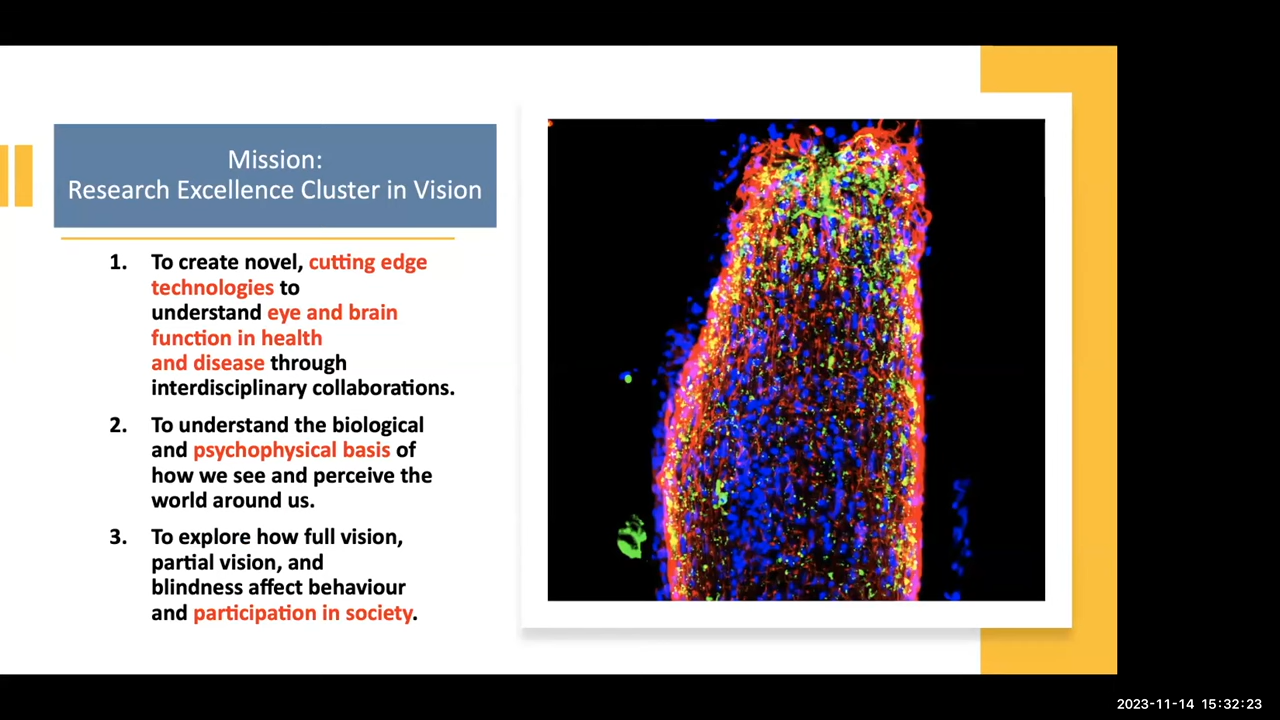 Mission:
Research Excellence Cluster in Vision
1. To create novel, cutting edge
technologies to
understand eye and brain
function in health
and disease through
interdisciplinary collaborations.
2. To understand the biological
and psychophysical basis of
how we see and perceive the
world around us.
3. To explore how full vision,
partial vision, and
blindness affect behaviour
and participation in society.
2023-11-14 15:32:23